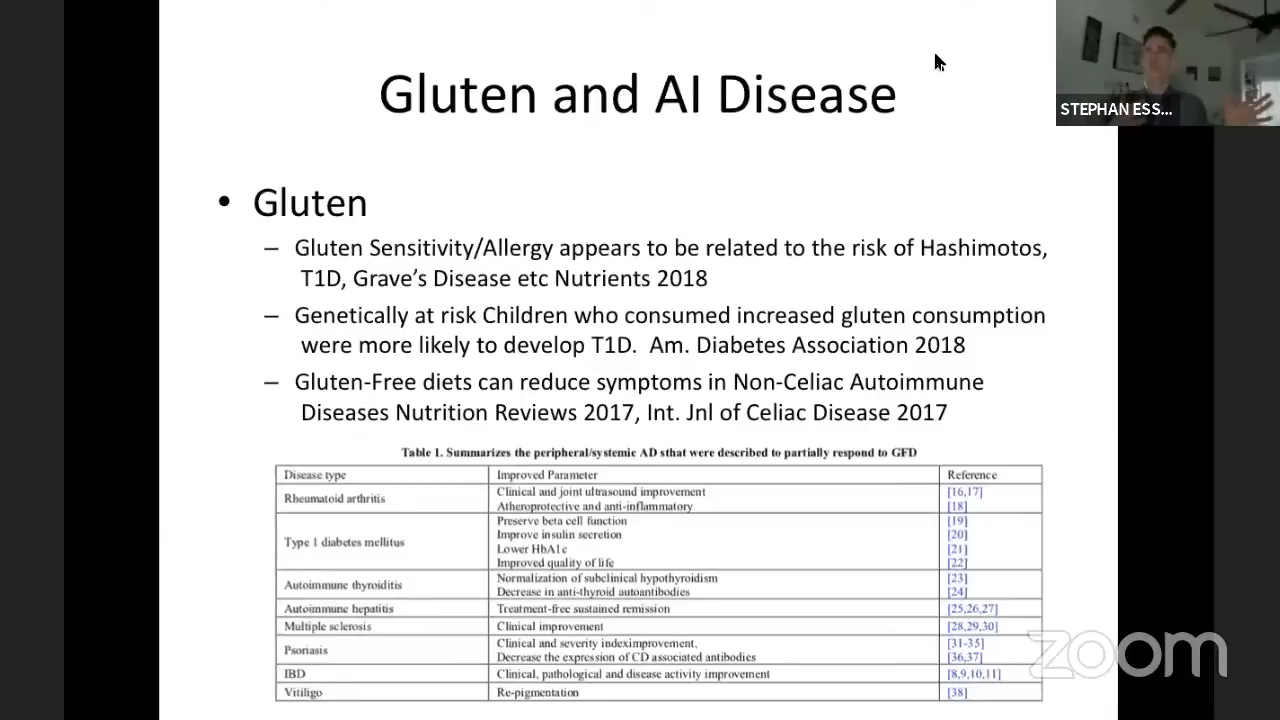 Gluten and AI Disease
STEPHAN ESS...
• Gluten
– Gluten Sensitivity/Allergy appears to be related to the risk of Hashimotos,
T1D, Grave's Disease etc Nutrients 2018
– Genetically at risk Children who consumed increased gluten consumption
were more likely to develop T1D. Am. Diabetes Association 2018
– Gluten-Free diets can reduce symptoms in Non-Celiac Autoimmune
Diseases Nutrition Reviews 2017, Int. Jnl of Celiac Disease 2017
Table 1. Summarizes the peripheral/systemic AD sthat were described to partially respond to GFD
Disease type Improved Parameter Reference
Rheumatoid arthritis Clinical and joint ultrasound improvement [16,17]
Atheroprotective and anti-inflammatory [18]
Type 1 diabetes mellitus Preserve beta cell function [19]
Improve insulin secretion [20]
Lower HbA1c [21]
Improved quality of life [22]
Autoimmune thyroiditis Normalization of subclinical hypothyroidism [23]
Decrease in anti-thyroid autoantibodies [24]
Autoimmune hepatitis Treatment-free sustained remission [25,26,27]
Multiple sclerosis Clinical improvement [28,29,30]
Psoriasis Clinical and severity indeximprovement, [31-35]
Decrease the expression of CD associated antibodies [36,37]
IBD Clinical, pathological and disease activity improvement [8,9,10,11]
Vitiligo Re-pigmentation [38]
zoom